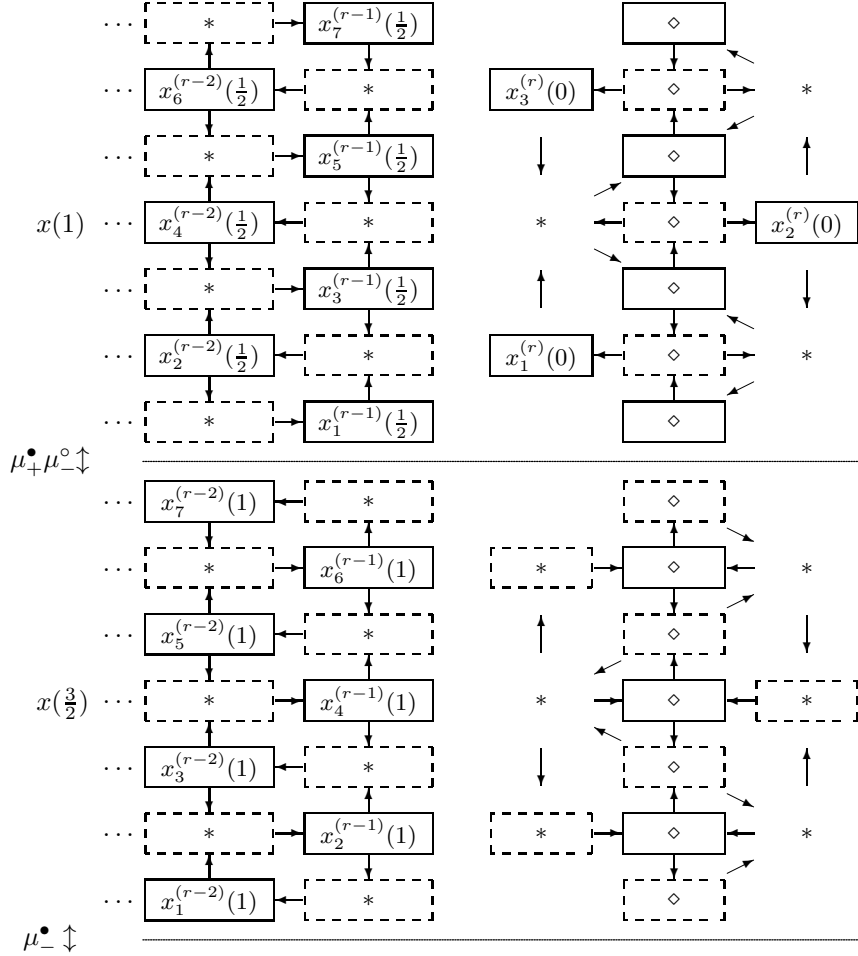 ⋯ * x_7^{(r-1)}(1/2) ◇
⋯ x_6^{(r-2)}(1/2) * x_3^{(r)}(0) ◇ *
⋯ * x_5^{(r-1)}(1/2) ◇
x(1) ⋯ x_4^{(r-2)}(1/2) * * ◇ x_2^{(r)}(0)
⋯ * x_3^{(r-1)}(1/2) ◇
⋯ x_2^{(r-2)}(1/2) * x_1^{(r)}(0) ◇ *
⋯ * x_1^{(r-1)}(1/2) ◇
μ_+^• μ_-^∘ ↕
⋯ x_7^{(r-2)}(1) * ◇
⋯ * x_6^{(r-1)}(1) * ◇ *
⋯ x_5^{(r-2)}(1) * ◇
x(3/2) ⋯ * x_4^{(r-1)}(1) * ◇ *
⋯ x_3^{(r-2)}(1) * ◇
⋯ * x_2^{(r-1)}(1) * ◇ *
⋯ x_1^{(r-2)}(1) * ◇
μ_-^• ↕